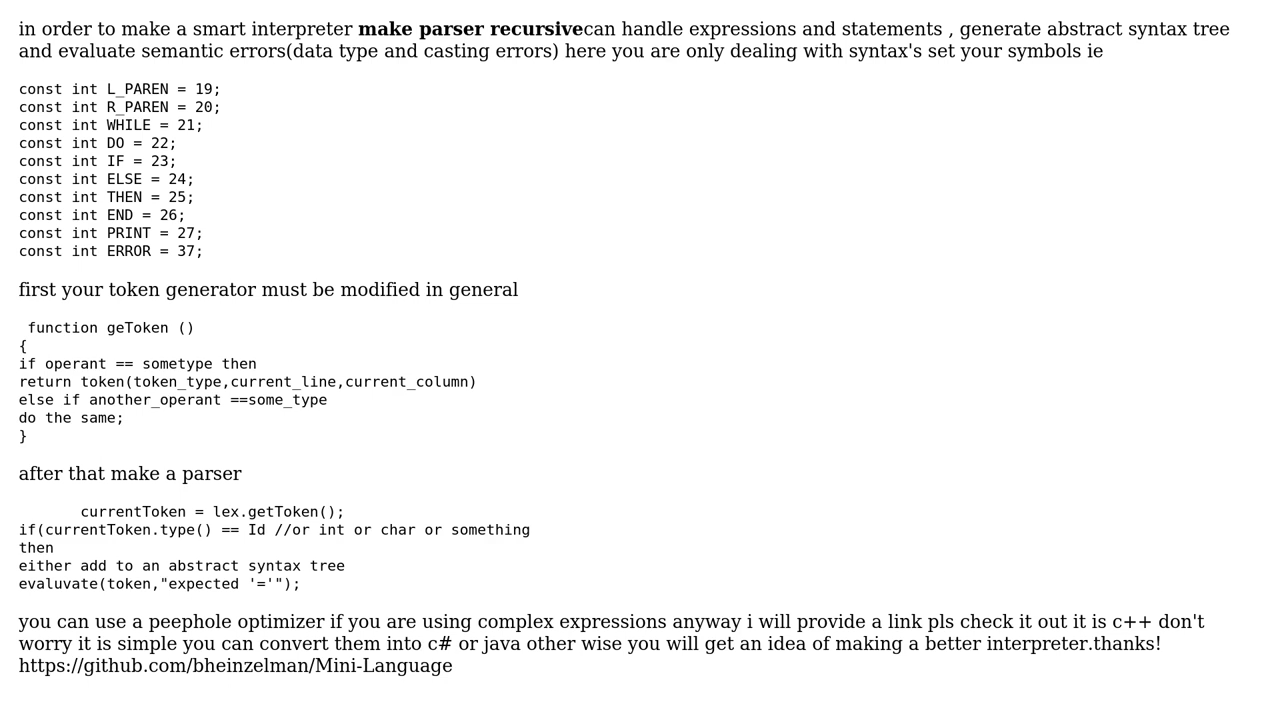 in order to make a smart interpreter make parser recursivecan handle expressions and statements , generate abstract syntax tree
and evaluate semantic errors(data type and casting errors) here you are only dealing with syntax's set your symbols ie
const int L_PAREN = 19;
const int R_PAREN = 20;
const int WHILE = 21;
const int DO = 22;
const int IF = 23;
const int ELSE = 24;
const int THEN = 25;
const int END = 26;
const int PRINT = 27;
const int ERROR = 37;
first your token generator must be modified in general
 function geToken ()
{
if operant == sometype then
return token(token_type,current_line,current_column)
else if another_operant ==some_type
do the same;
}
after that make a parser
       currentToken = lex.getToken();
if(currentToken.type() == Id //or int or char or something
then
either add to an abstract syntax tree
evaluvate(token,"expected '='");
you can use a peephole optimizer if you are using complex expressions anyway i will provide a link pls check it out it is c++ don't
worry it is simple you can convert them into c# or java other wise you will get an idea of making a better interpreter.thanks!
https://github.com/bheinzelman/Mini-Language